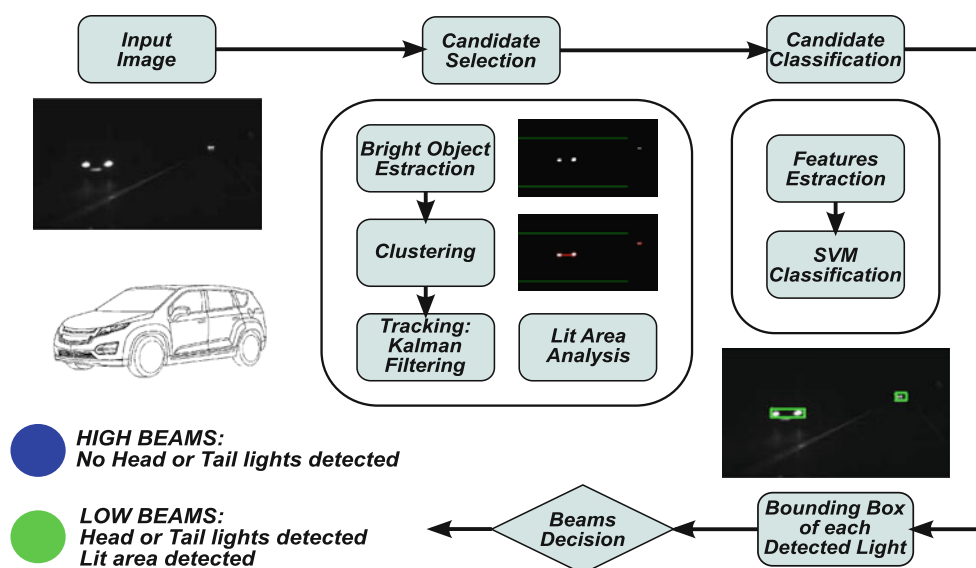 Input
Image
Candidate
Selection
Candidate
Classification
Bright Object
Extraction
Clustering
Tracking:
Kalman
Filtering
Lit Area
Analysis
Features
Extraction
SVM
Classification
HIGH BEAMS:
No Head or Tail lights detected
LOW BEAMS:
Head or Tail lights detected
Lit area detected
Beams
Decision
Bounding Box
of each
Detected Light